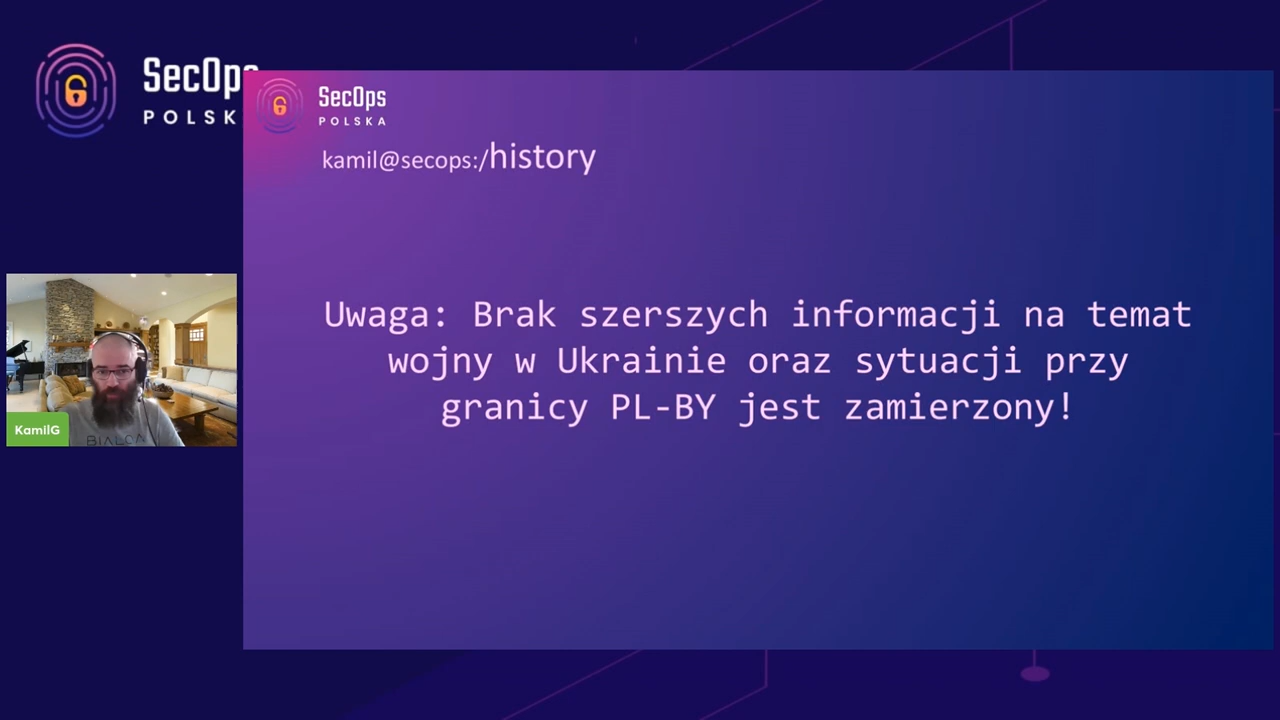 SecOps
POLSK
SecOps
POLSKA
kamil@secops:/history
Uwaga: Brak szerszych informacji na temat
wojny w Ukrainie oraz sytuacji przy
granicy PL-BY jest zamierzony!
KamilG